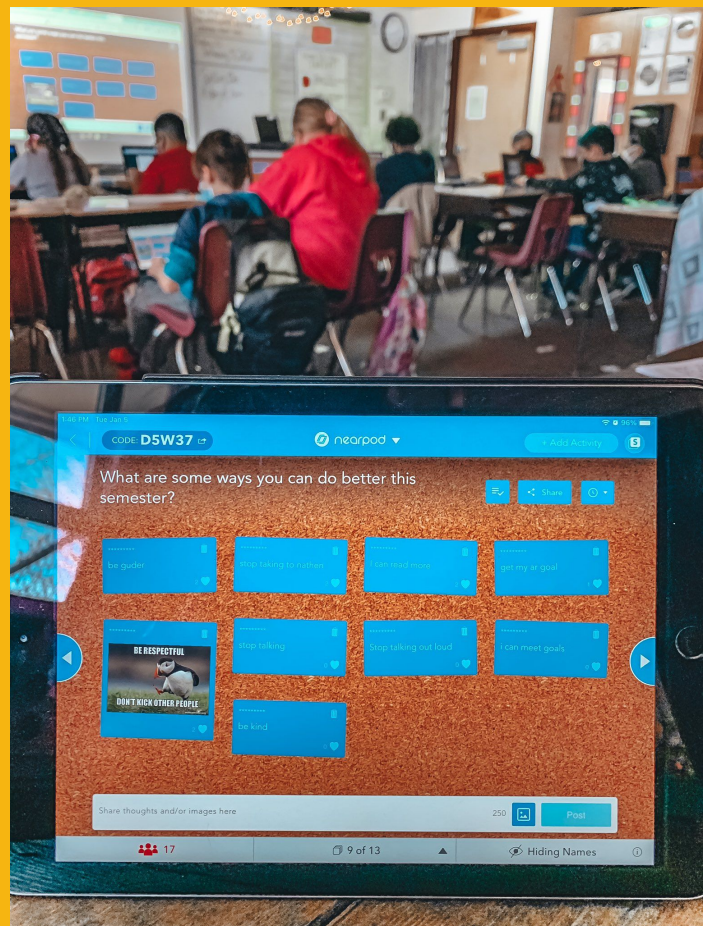 1:46 PM Tue Jan 5
96%
CODE: D5W37
nearpod
+ Add Activity
S
What are some ways you can do better this
semester?
Share
be guder
stop taking to nathen
I can read more
get my ar goal
BE RESPECTFUL
DON'T KICK OTHER PEOPLE
stop talking
Stop talking out loud
I can meet goals
be kind
Share thoughts and/or images here
250
Post
17
9 of 13
Hiding Names